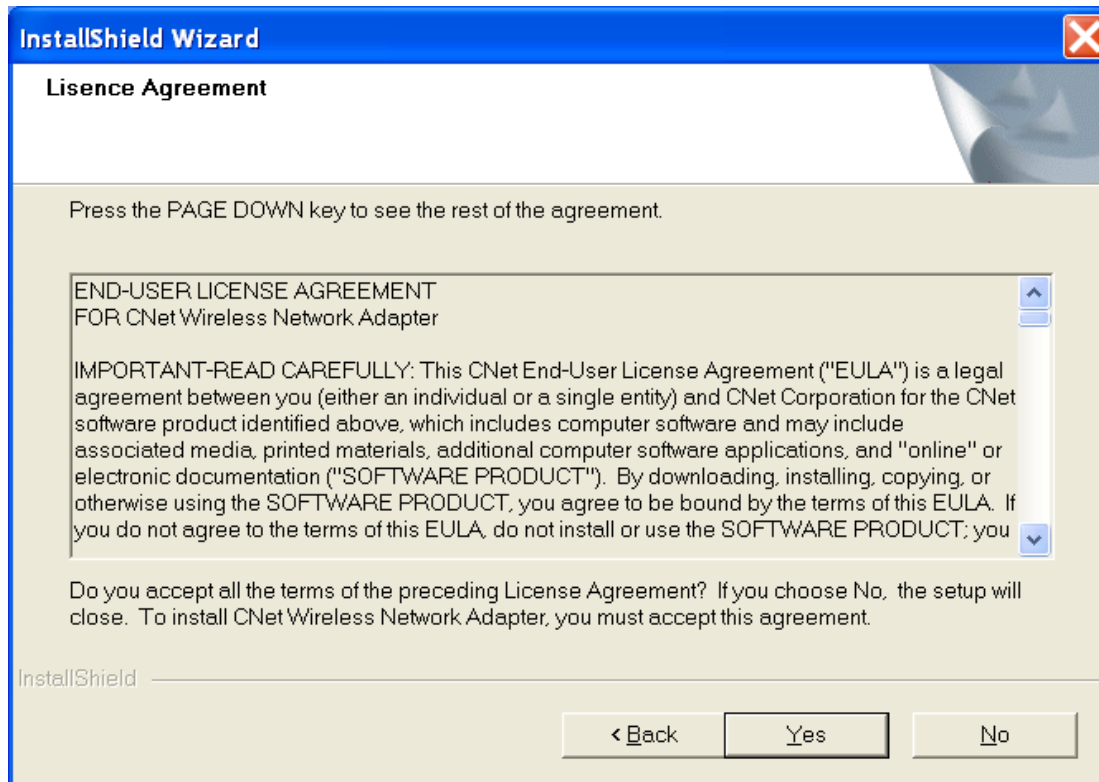 InstallShield Wizard
Lisence Agreement
Press the PAGE DOWN key to see the rest of the agreement.
END-USER LICENSE AGREEMENT
FOR CNet Wireless Network Adapter
IMPORTANT-READ CAREFULLY: This CNet End-User License Agreement ("EULA") is a legal
agreement between you (either an individual or a single entity) and CNet Corporation for the CNet
software product identified above, which includes computer software and may include
associated media, printed materials, additional computer software applications, and "online" or
electronic documentation ("SOFTWARE PRODUCT").  By downloading, installing, copying, or
otherwise using the SOFTWARE PRODUCT, you agree to be bound by the terms of this EULA.  If
you do not agree to the terms of this EULA, do not install or use the SOFTWARE PRODUCT; you
Do you accept all the terms of the preceding License Agreement?  If you choose No,  the setup will
close.  To install CNet Wireless Network Adapter, you must accept this agreement.
InstallShield
< Back Yes No